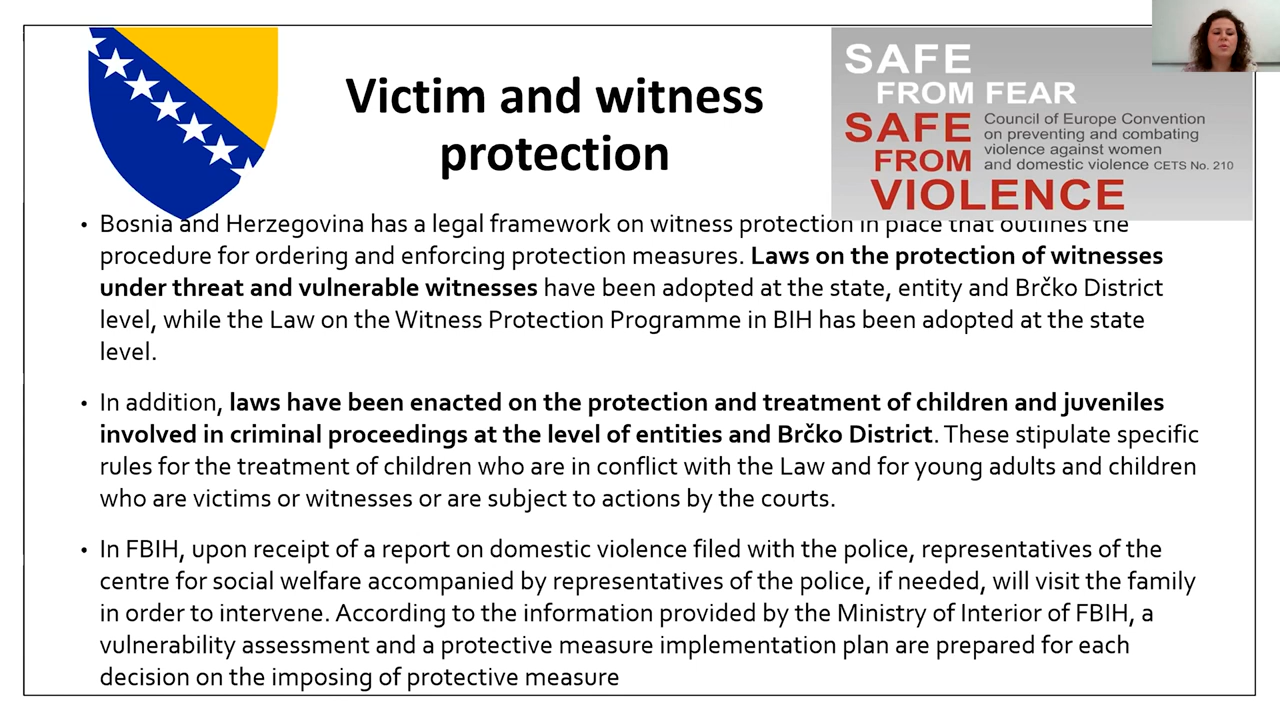 Victim and witness
protection
SAFE
FROM FEAR
SAFE
FROM
VIOLENCE
Council of Europe Convention
on preventing and combating
violence against women
and domestic violence CETS No. 210
• Bosnia and Herzegovina has a legal framework on witness protection in place that outlines the
procedure for ordering and enforcing protection measures. Laws on the protection of witnesses
under threat and vulnerable witnesses have been adopted at the state, entity and Brčko District
level, while the Law on the Witness Protection Programme in BIH has been adopted at the state
level.
• In addition, laws have been enacted on the protection and treatment of children and juveniles
involved in criminal proceedings at the level of entities and Brčko District. These stipulate specific
rules for the treatment of children who are in conflict with the Law and for young adults and children
who are victims or witnesses or are subject to actions by the courts.
• In FBIH, upon receipt of a report on domestic violence filed with the police, representatives of the
centre for social welfare accompanied by representatives of the police, if needed, will visit the family
in order to intervene. According to the information provided by the Ministry of Interior of FBIH, a
vulnerability assessment and a protective measure implementation plan are prepared for each
decision on the imposing of protective measure